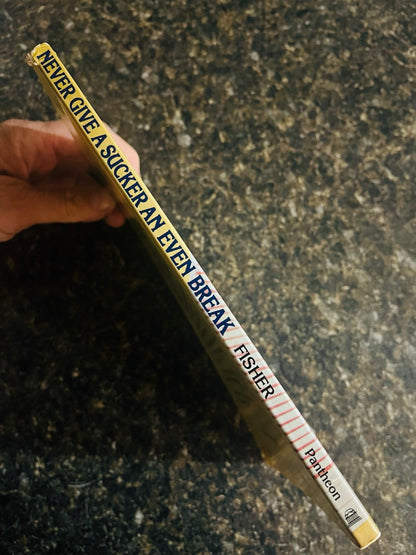 NEVER GIVE A SUCKER AN EVEN BREAK FISHER Pantheon